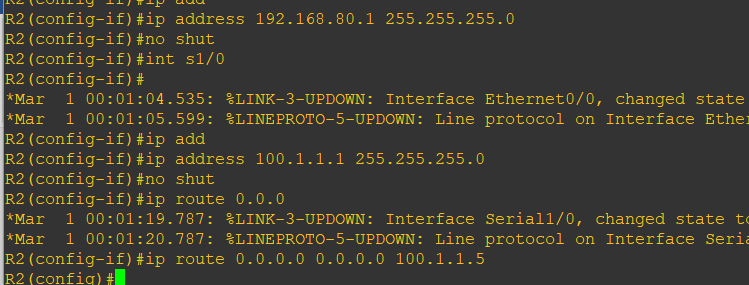 R2(config-if)#ip add
R2(config-if)#ip address 192.168.80.1 255.255.255.0
R2(config-if)#no shut
R2(config-if)#int s1/0
R2(config-if)#
*Mar  1 00:01:04.535: %LINK-3-UPDOWN: Interface Ethernet0/0, changed state
*Mar  1 00:01:05.599: %LINEPROTO-5-UPDOWN: Line protocol on Interface Ether
R2(config-if)#ip add
R2(config-if)#ip address 100.1.1.1 255.255.255.0
R2(config-if)#no shut
R2(config-if)#ip route 0.0.0
*Mar  1 00:01:19.787: %LINK-3-UPDOWN: Interface Serial1/0, changed state to
*Mar  1 00:01:20.787: %LINEPROTO-5-UPDOWN: Line protocol on Interface Seria
R2(config-if)#ip route 0.0.0.0 0.0.0.0 100.1.1.5
R2(config)#